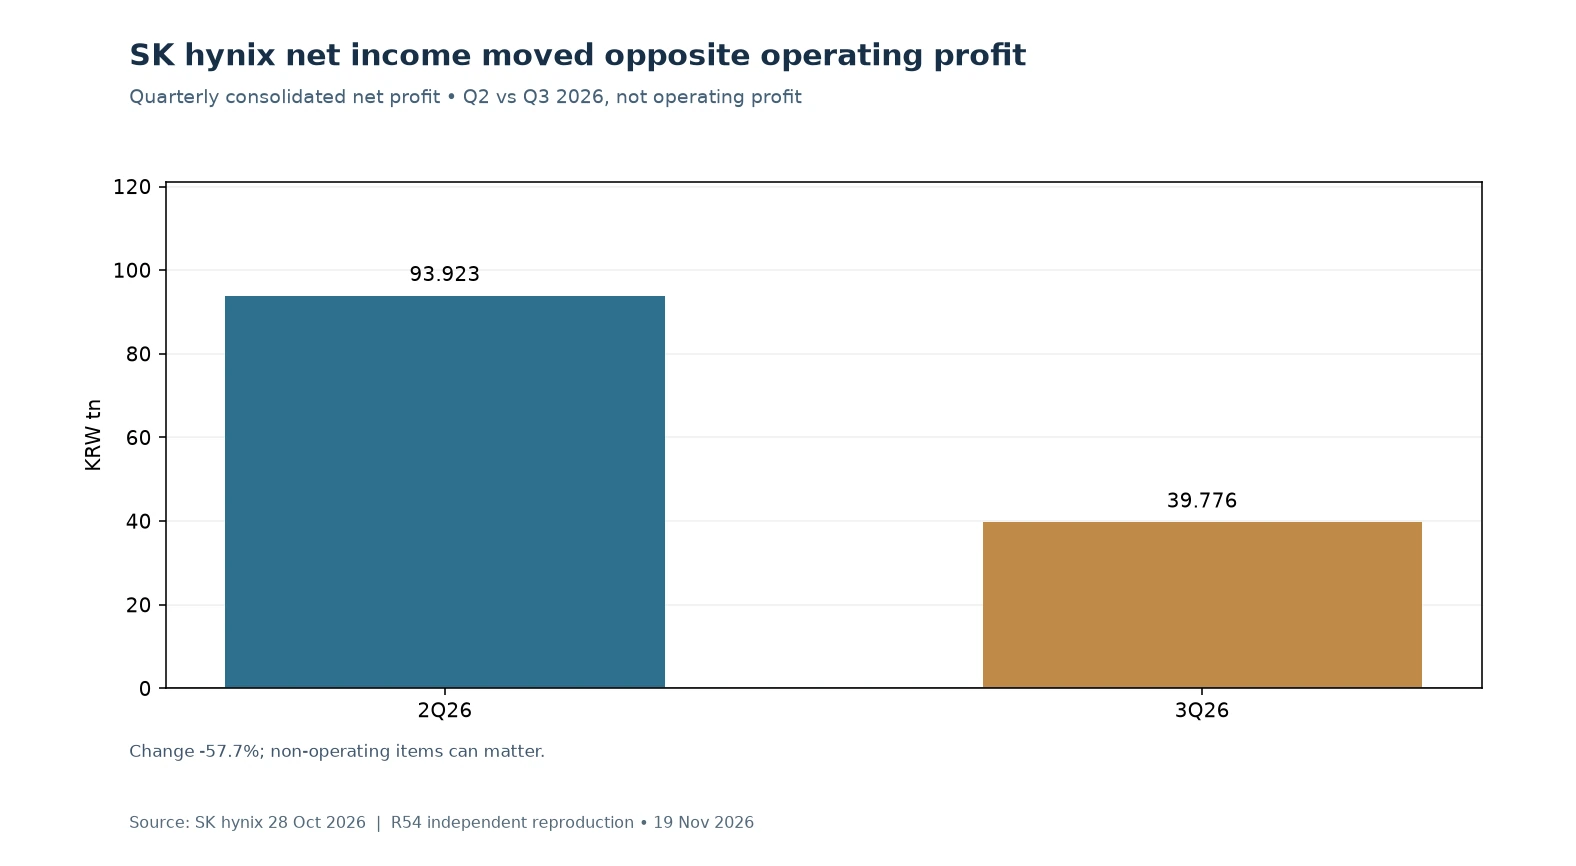 SK hynix net income moved opposite operating profit
Quarterly consolidated net profit • Q2 vs Q3 2026, not operating profit
120
100
80
60
40
20
0
KRW tn
93.923
39.776
2Q26
3Q26
Change -57.7%; non-operating items can matter.
Source: SK hynix 28 Oct 2026 | R54 independent reproduction • 19 Nov 2026